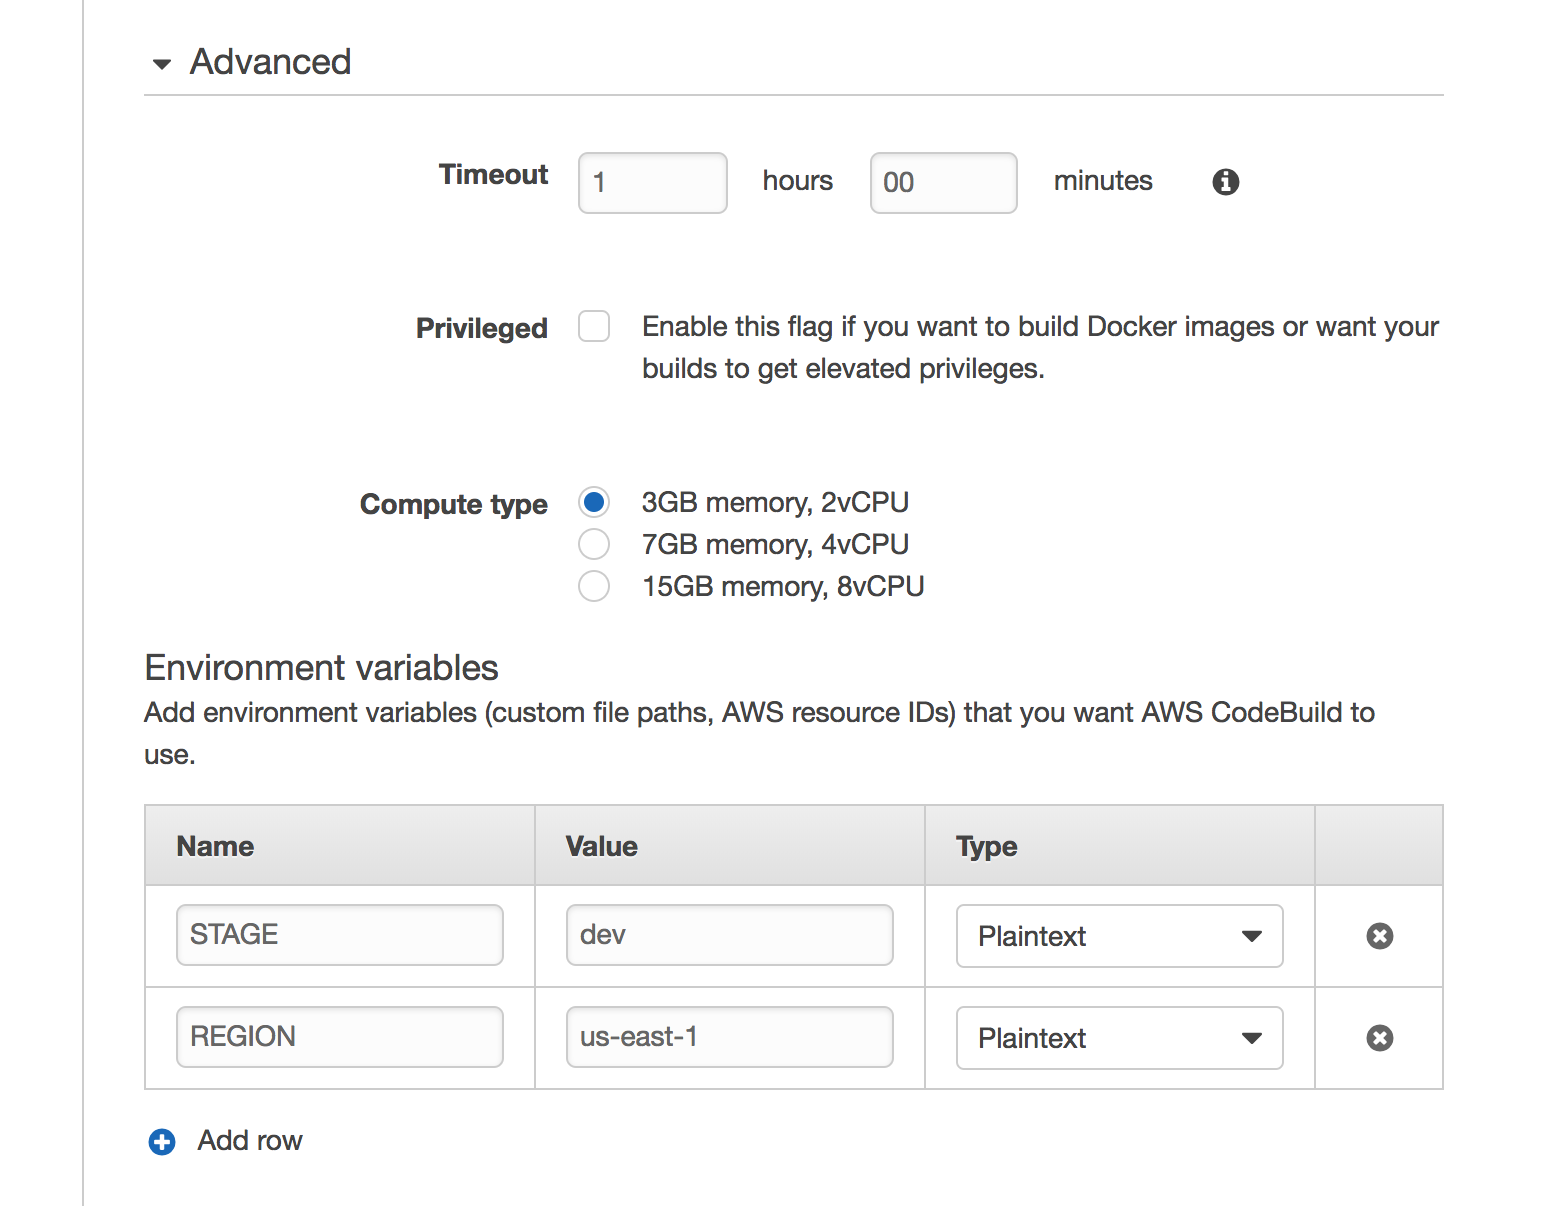 Advanced
Timeout 1 hours 00 minutes
Privileged Enable this flag if you want to build Docker images or want your
builds to get elevated privileges.
Compute type 3GB memory, 2vCPU
7GB memory, 4vCPU
15GB memory, 8vCPU
Environment variables
Add environment variables (custom file paths, AWS resource IDs) that you want AWS CodeBuild to
use.
Name Value Type
STAGE dev Plaintext
REGION us-east-1 Plaintext
Add row